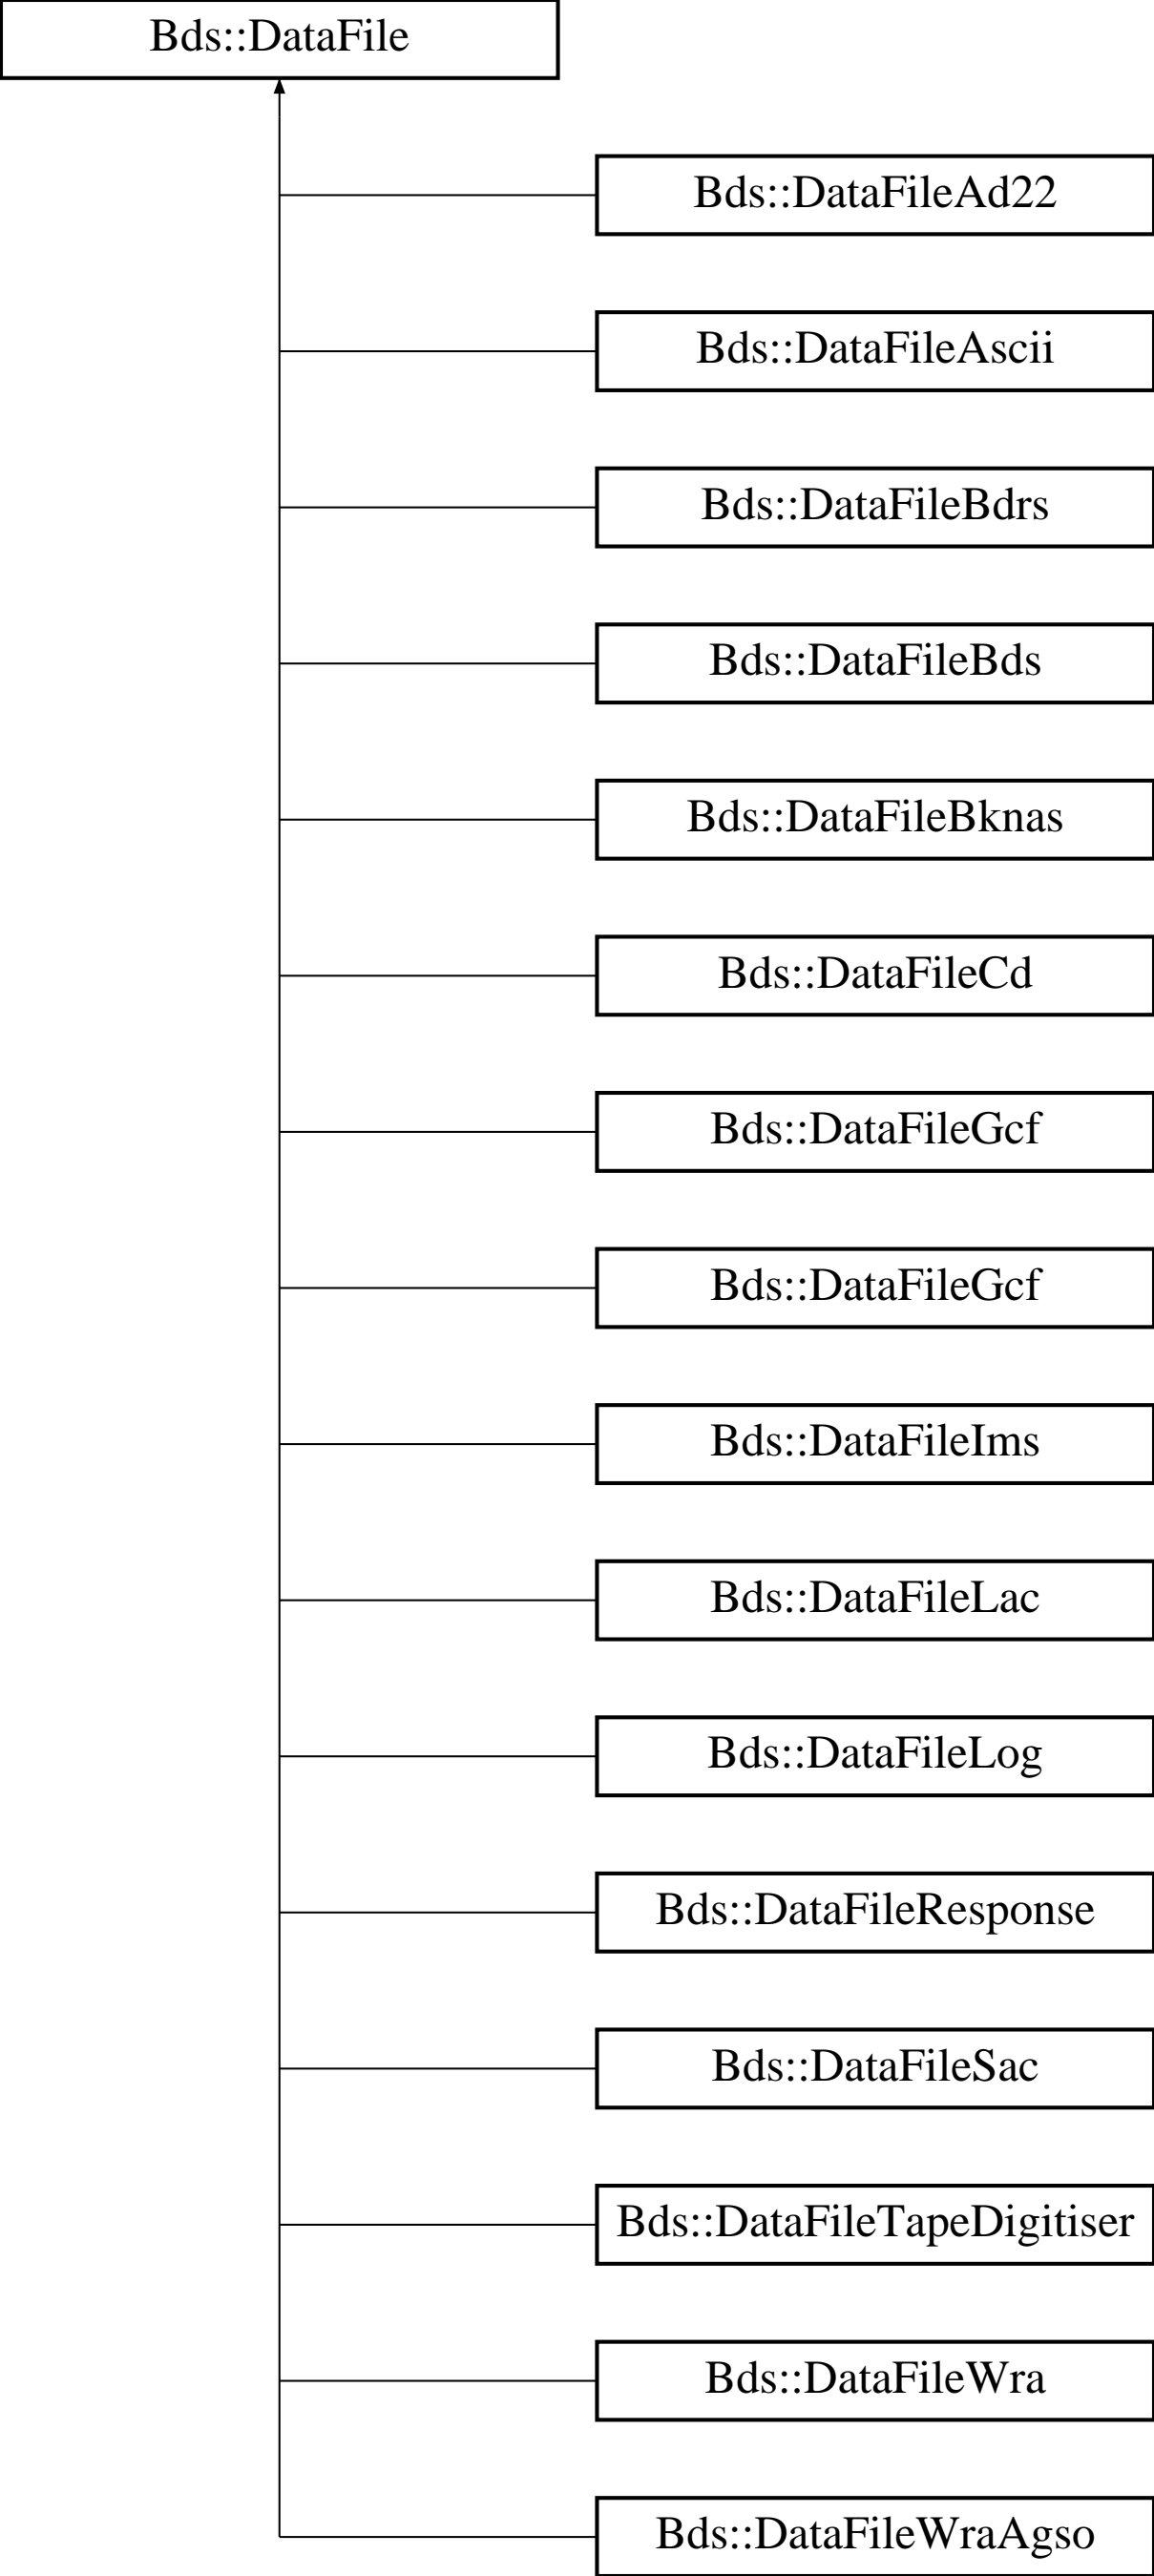 Bds::DataFile
Bds::DataFileAd22
Bds::DataFileAscii
Bds::DataFileBdrs
Bds::DataFileBds
Bds::DataFileBknas
Bds::DataFileCd
Bds::DataFileGcf
Bds::DataFileGcf
Bds::DataFileIms
Bds::DataFileLac
Bds::DataFileLog
Bds::DataFileResponse
Bds::DataFileSac
Bds::DataFileTapeDigitiser
Bds::DataFileWra
Bds::DataFileWraAgso